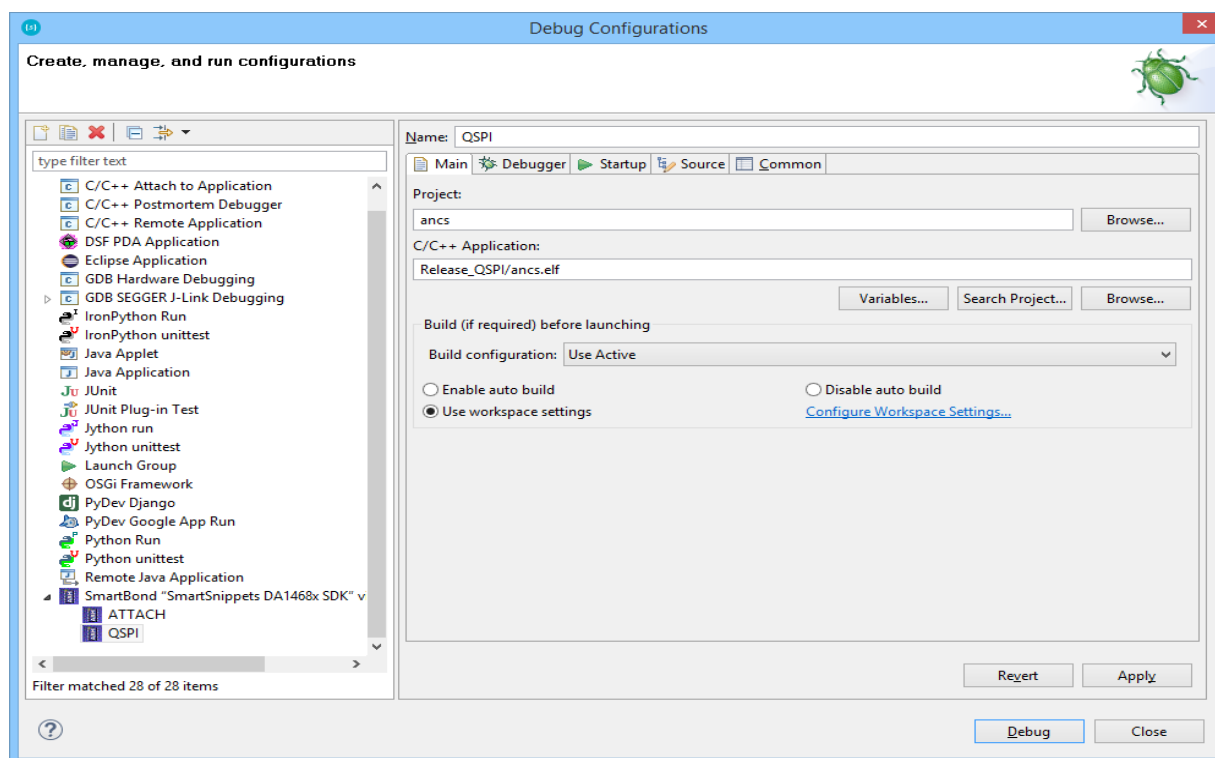 Debug Configurations
Create, manage, and run configurations
type filter text
C/C++ Attach to Application
C/C++ Postmortem Debugger
C/C++ Remote Application
DSF PDA Application
Eclipse Application
GDB Hardware Debugging
GDB SEGGER J-Link Debugging
IronPython Run
IronPython unittest
Java Applet
Java Application
JUnit
JUnit Plug-in Test
Jython run
Jython unittest
Launch Group
OSGi Framework
PyDev Django
PyDev Google App Run
Python Run
Python unittest
Remote Java Application
SmartBond "SmartSnippets DA1468x SDK" v
ATTACH
QSPI
Filter matched 28 of 28 items
Name: QSPI
Main Debugger Startup Source Common
Project:
ancs Browse...
C/C++ Application:
Release_QSPI/ancs.elf
Variables... Search Project... Browse...
Build (if required) before launching
Build configuration: Use Active
Enable auto build Disable auto build
Use workspace settings Configure Workspace Settings...
Revert Apply
Debug Close